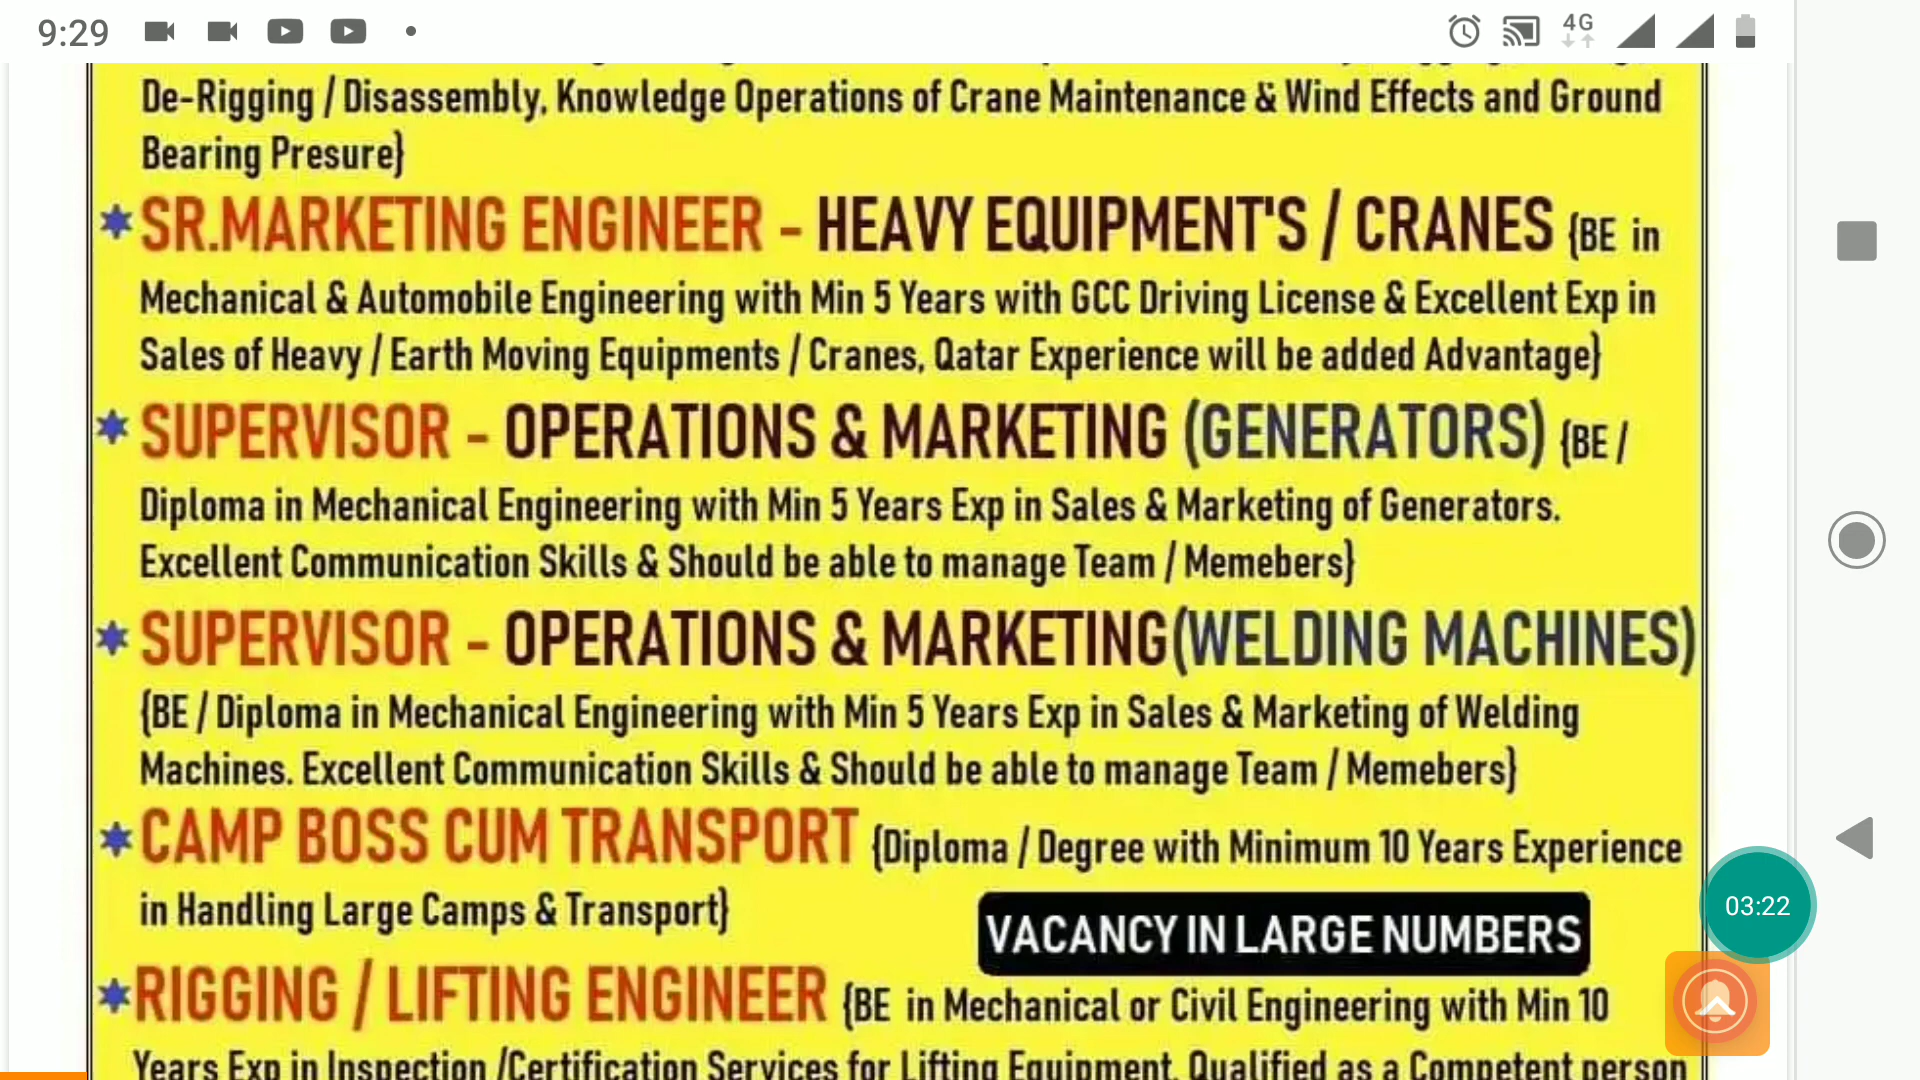 9:29
4G
De-Rigging / Disassembly, Knowledge Operations of Crane Maintenance & Wind Effects and Ground
Bearing Presure}
SR.MARKETING ENGINEER - HEAVY EQUIPMENT'S / CRANES {BE in
Mechanical & Automobile Engineering with Min 5 Years with GCC Driving License & Excellent Exp in
Sales of Heavy / Earth Moving Equipments / Cranes, Qatar Experience will be added Advantage}
SUPERVISOR - OPERATIONS & MARKETING (GENERATORS) {BE /
Diploma in Mechanical Engineering with Min 5 Years Exp in Sales & Marketing of Generators.
Excellent Communication Skills & Should be able to manage Team / Memebers}
SUPERVISOR - OPERATIONS & MARKETING(WELDING MACHINES)
{BE / Diploma in Mechanical Engineering with Min 5 Years Exp in Sales & Marketing of Welding
Machines. Excellent Communication Skills & Should be able to manage Team / Memebers}
CAMP BOSS CUM TRANSPORT {Diploma / Degree with Minimum 10 Years Experience
in Handling Large Camps & Transport}
VACANCY IN LARGE NUMBERS
03:22
RIGGING / LIFTING ENGINEER {BE in Mechanical or Civil Engineering with Min 10
Years Exp in Inspection /Certification Services for Lifting Equipment. Qualified as a Competent person